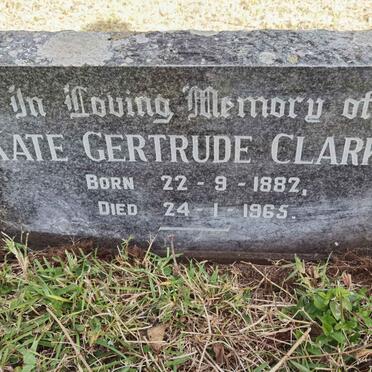 In Loving Memory of
KATE GERTRUDE CLARK
BORN 22-9-1882,
DIED 24-1-1965.